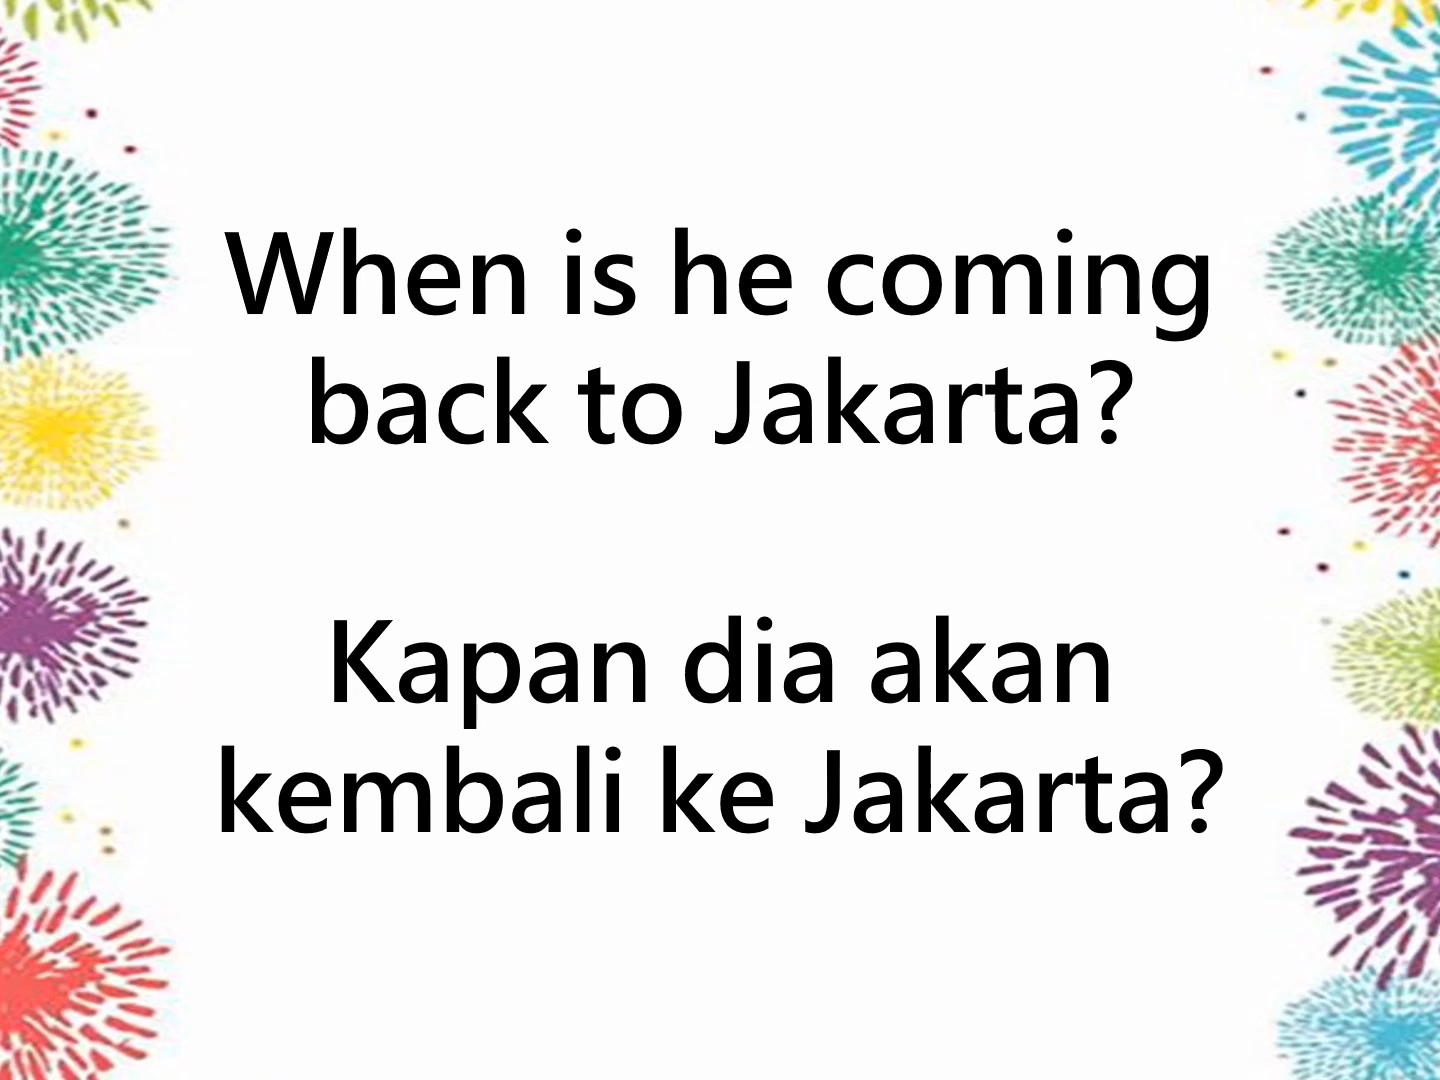 When is he coming
back to Jakarta?
Kapan dia akan
kembali ke Jakarta?